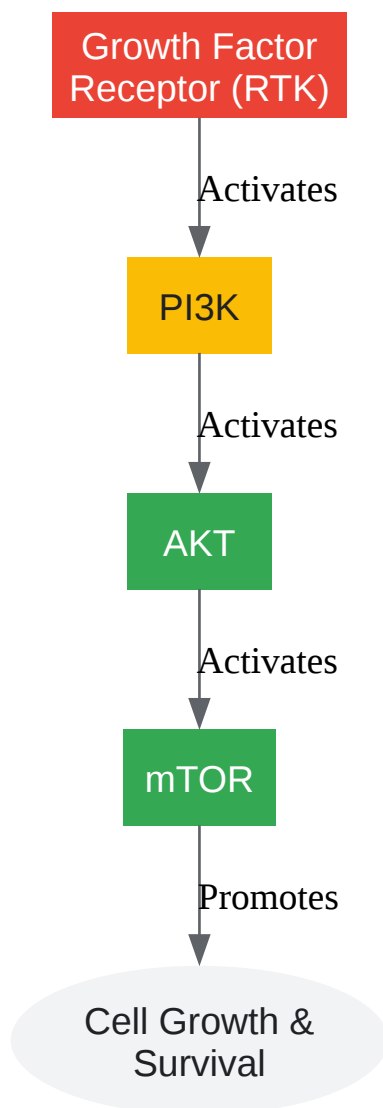 Growth Factor
Receptor (RTK)
Activates
PI3K
Activates
AKT
Activates
mTOR
Promotes
Cell Growth &
Survival